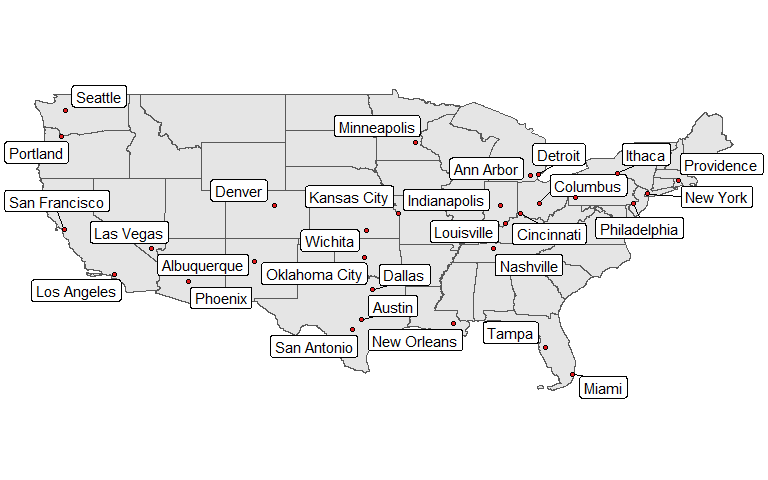 Seattle
Minneapolis
Portland
Detroit
Ithaca
Ann Arbor
Providence
Denver
Kansas City
Indianapolis
Columbus
New York
San Francisco
Las Vegas
Wichita
Louisville
Cincinnati
Philadelphia
Albuquerque
Oklahoma City
Dallas
Nashville
Los Angeles
Phoenix
Austin
San Antonio
New Orleans
Tampa
Miami